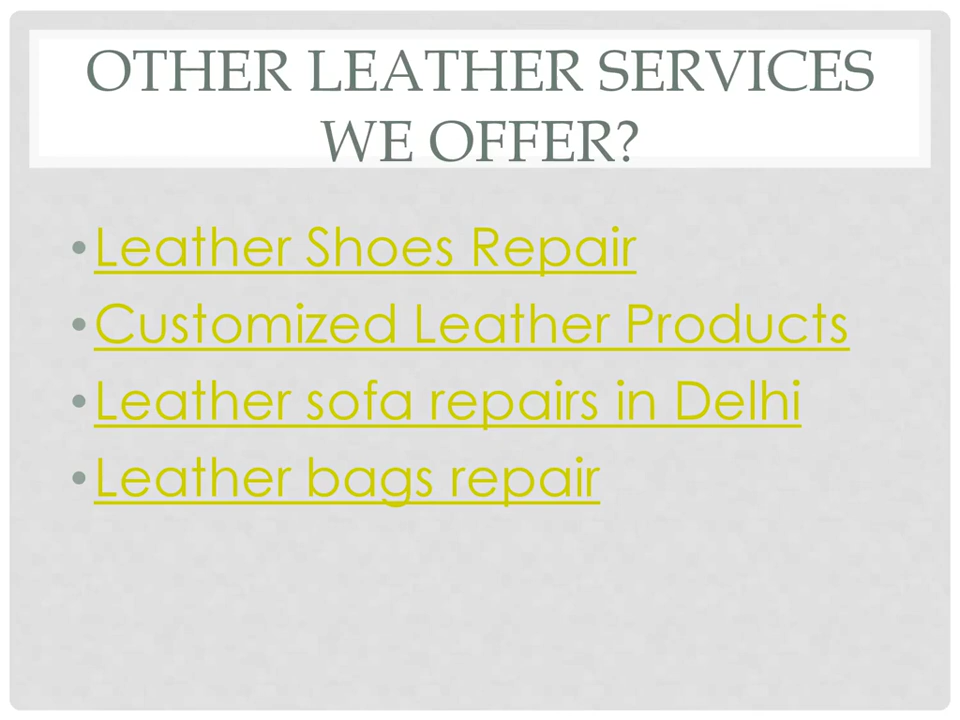 OTHER LEATHER SERVICES
WE OFFER?
•Leather Shoes Repair
•Customized Leather Products
•Leather sofa repairs in Delhi
•Leather bags repair